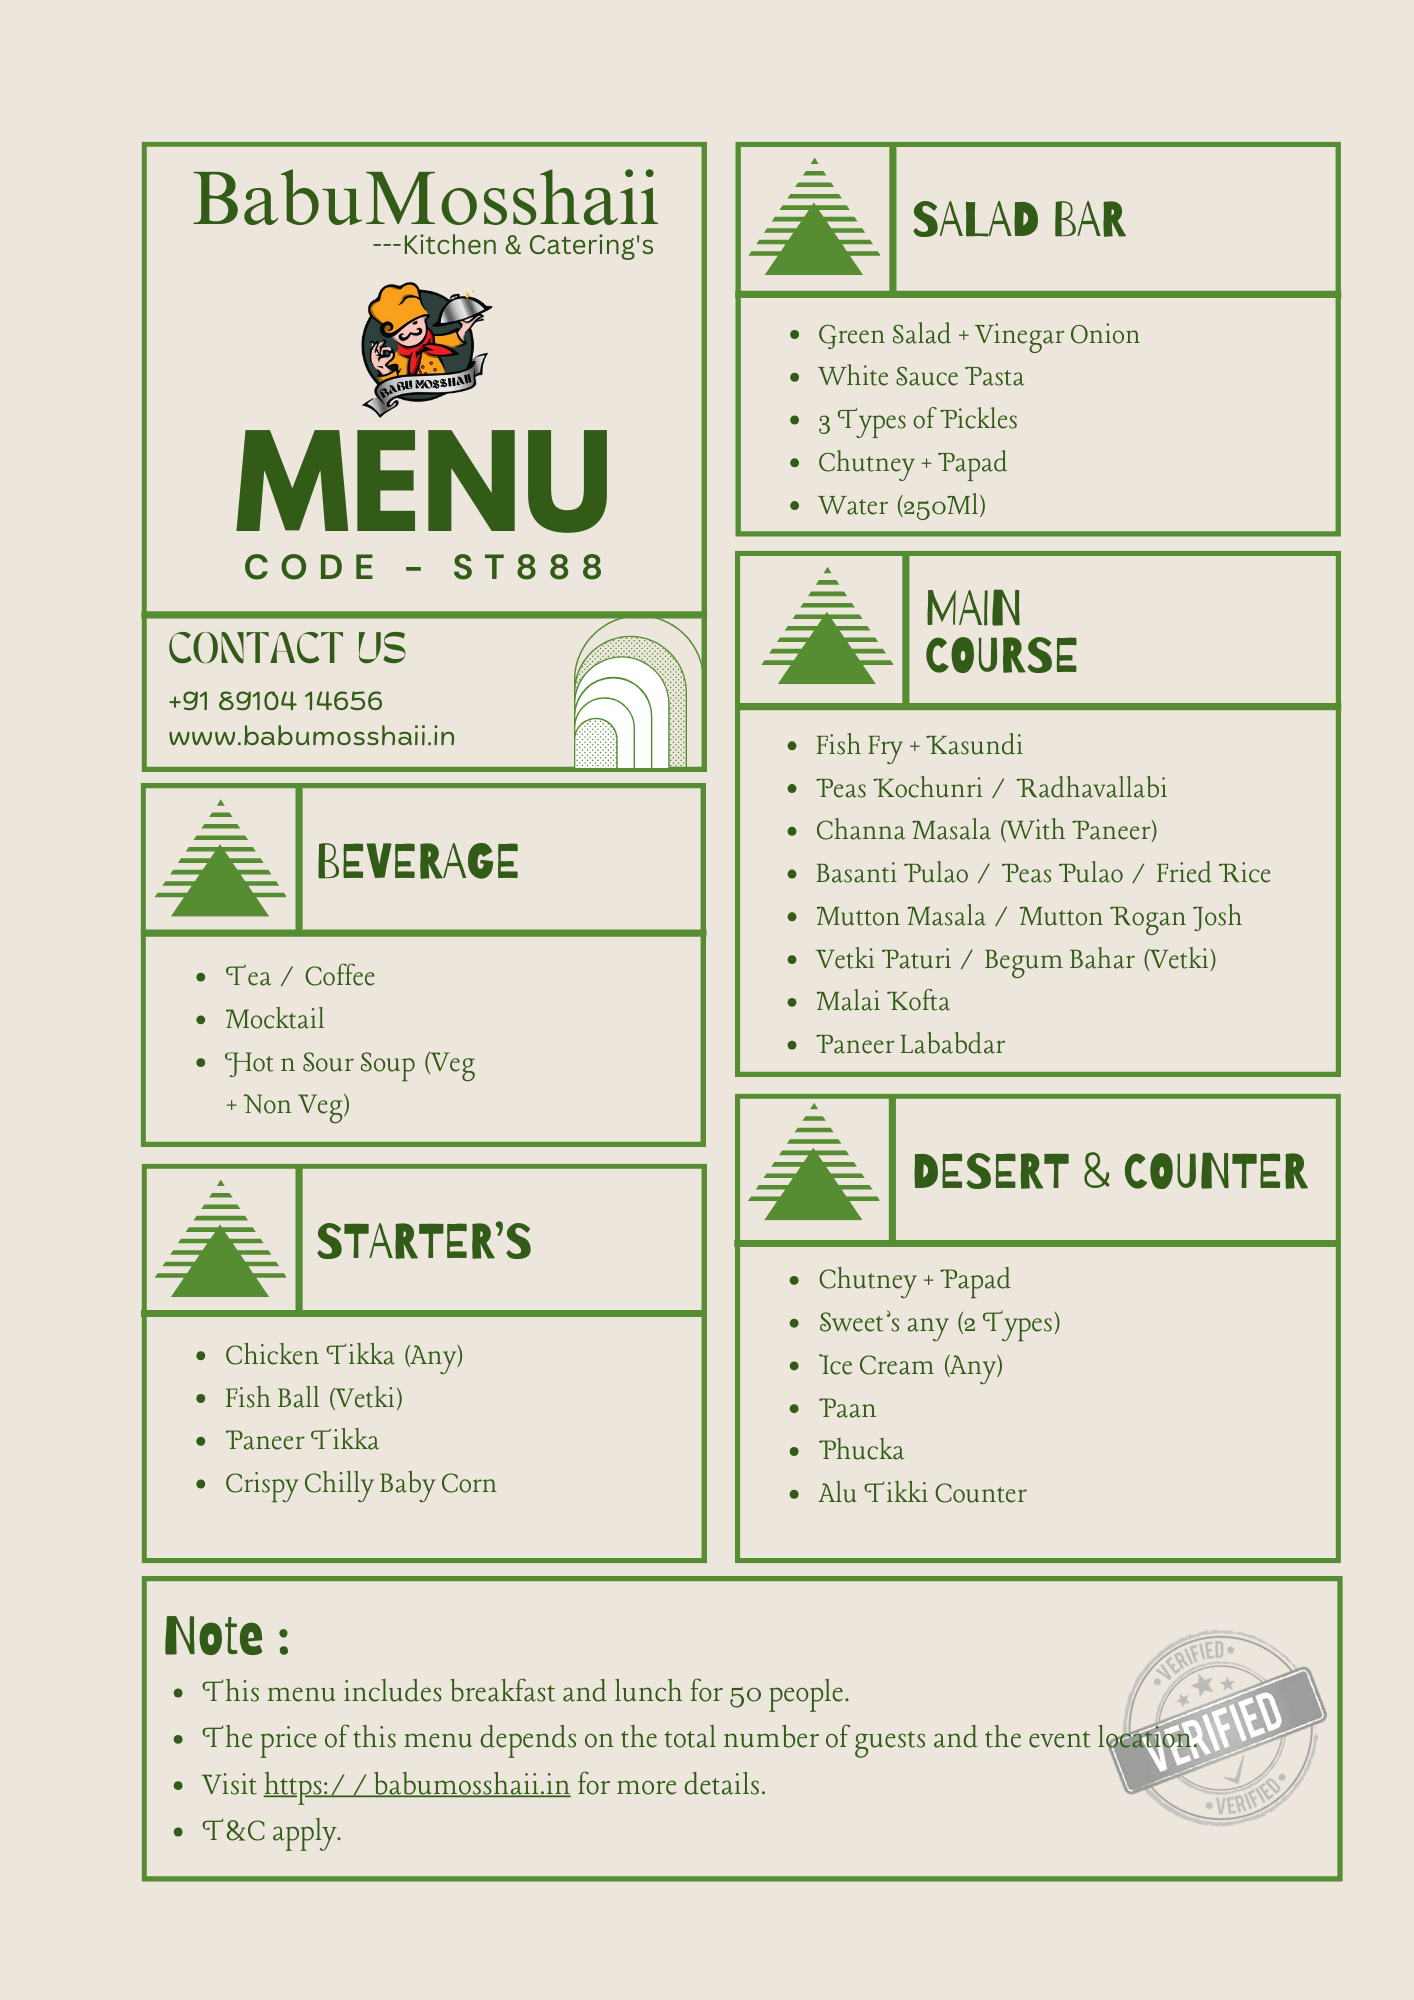 BabuMosshaii
---Kitchen & Catering's
BABU MOSSHAII
MENU
CODE - ST888
CONTACT US
+91 89104 14656
www.babumosshaii.in
BEVERAGE
• Tea / Coffee
• Mocktail
• Hot n Sour Soup (Veg
+ Non Veg)
STARTER'S
• Chicken Tikka (Any)
• Fish Ball (Vetki)
• Paneer Tikka
• Crispy Chilly Baby Corn
SALAD BAR
• Green Salad + Vinegar Onion
• White Sauce Pasta
• 3 Types of Pickles
• Chutney + Papad
• Water (250Ml)
MAIN
COURSE
• Fish Fry + Kasundi
• Peas Kochunri / Radhavallabi
• Channa Masala (With Paneer)
• Basanti Pulao / Peas Pulao / Fried Rice
• Mutton Masala / Mutton Rogan Josh
• Vetki Paturi / Begum Bahar (Vetki)
• Malai Kofta
• Paneer Lababdar
DESERT & COUNTER
• Chutney + Papad
• Sweet's any (2 Types)
• Ice Cream (Any)
• Paan
• Phucka
• Alu Tikki Counter
Note :
• This menu includes breakfast and lunch for 50 people.
• The price of this menu depends on the total number of guests and the event location.
• Visit https://babumosshaii.in for more details.
• T&C apply.
• VERIFIED •
VERIFIED
• VERIFIED •